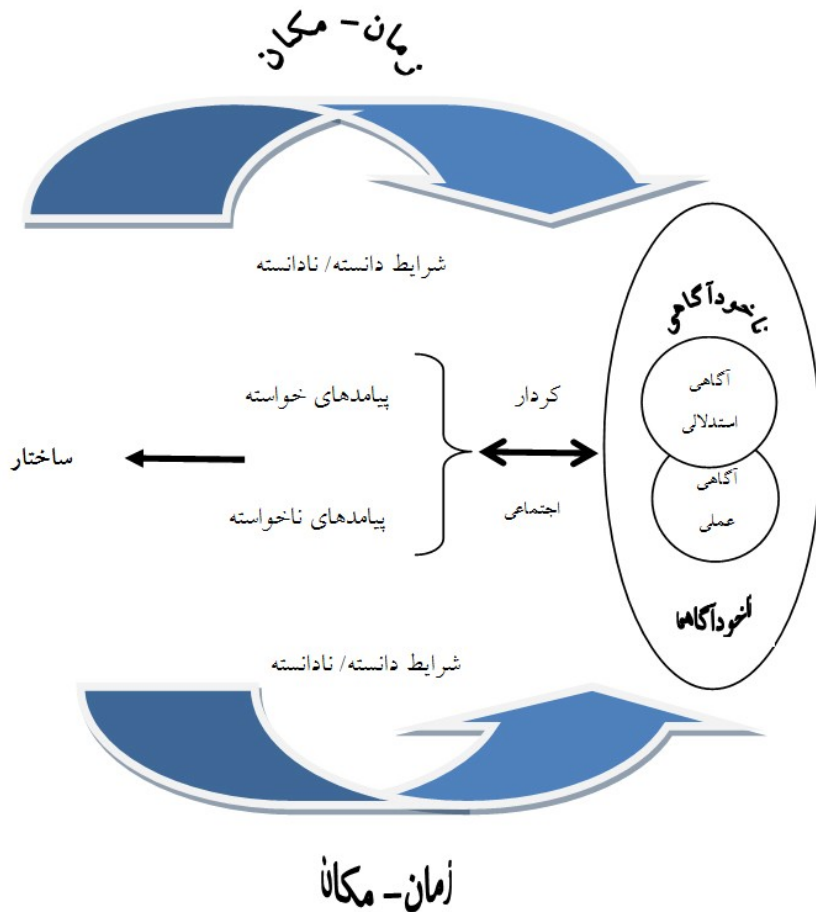 زمان- مکان
شرایط دانسته/ نادانسته
ناخودآگاهی
آگاهی
استدلالی
کردار
پیامدهای خواسته
ساختار
آگاهی
عملی
اجتماعی
پیامدهای ناخواسته
ناخودآگاهی
شرایط دانسته/ نادانسته
زمان- مکان